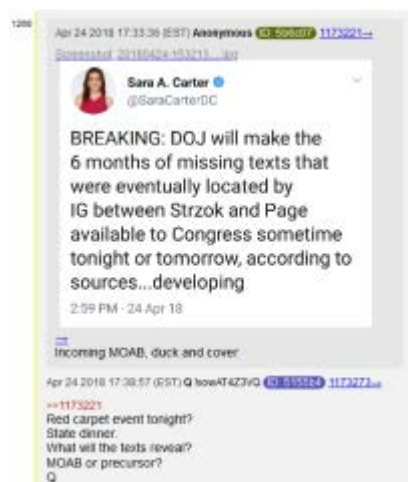 1200
Apr 24 2018 17:33:36 (EST) Anonymous 1173221→
Sara A. Carter
@SaraCarterDC
BREAKING: DOJ will make the
6 months of missing texts that
were eventually located by
IG between Strzok and Page
available to Congress sometime
tonight or tomorrow, according to
sources...developing
2:59 PM - 24 Apr 18
Incoming MOAB, duck and cover
Apr 24 2018 17:38:57 (EST) Q 1173273→
>>1173221
Red carpet event tonight?
State dinner.
What will the texts reveal?
MOAB or precursor?
Q